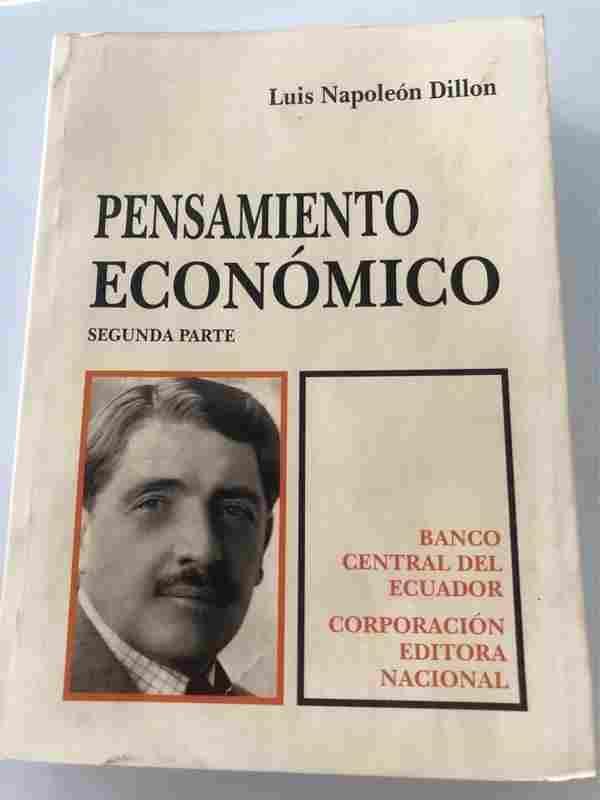 Luis Napoleón Dillon
PENSAMIENTO
ECONÓMICO
SEGUNDA PARTE
BANCO
CENTRAL DEL
ECUADOR
CORPORACIÓN
EDITORA
NACIONAL